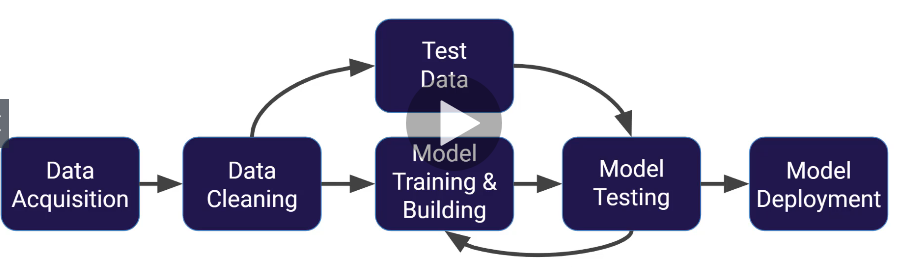 Test
Data
Data
Acquisition
Data
Cleaning
Model
Training &
Building
Model
Testing
Model
Deployment